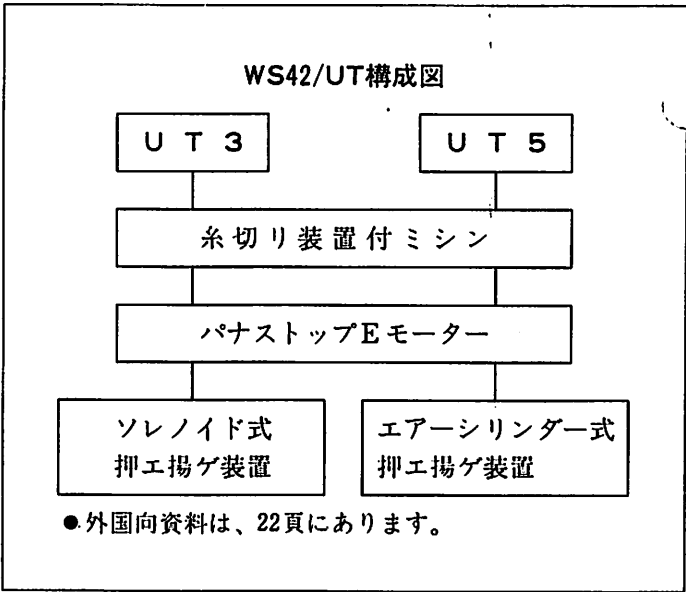 WS42/UT構成図
UT3 UT5
糸切り装置付ミシン
パナストップEモーター
ソレノイド式 エアーシリンダー式
押エ揚ゲ装置 押エ揚ゲ装置
●外国向資料は、22頁にあります。